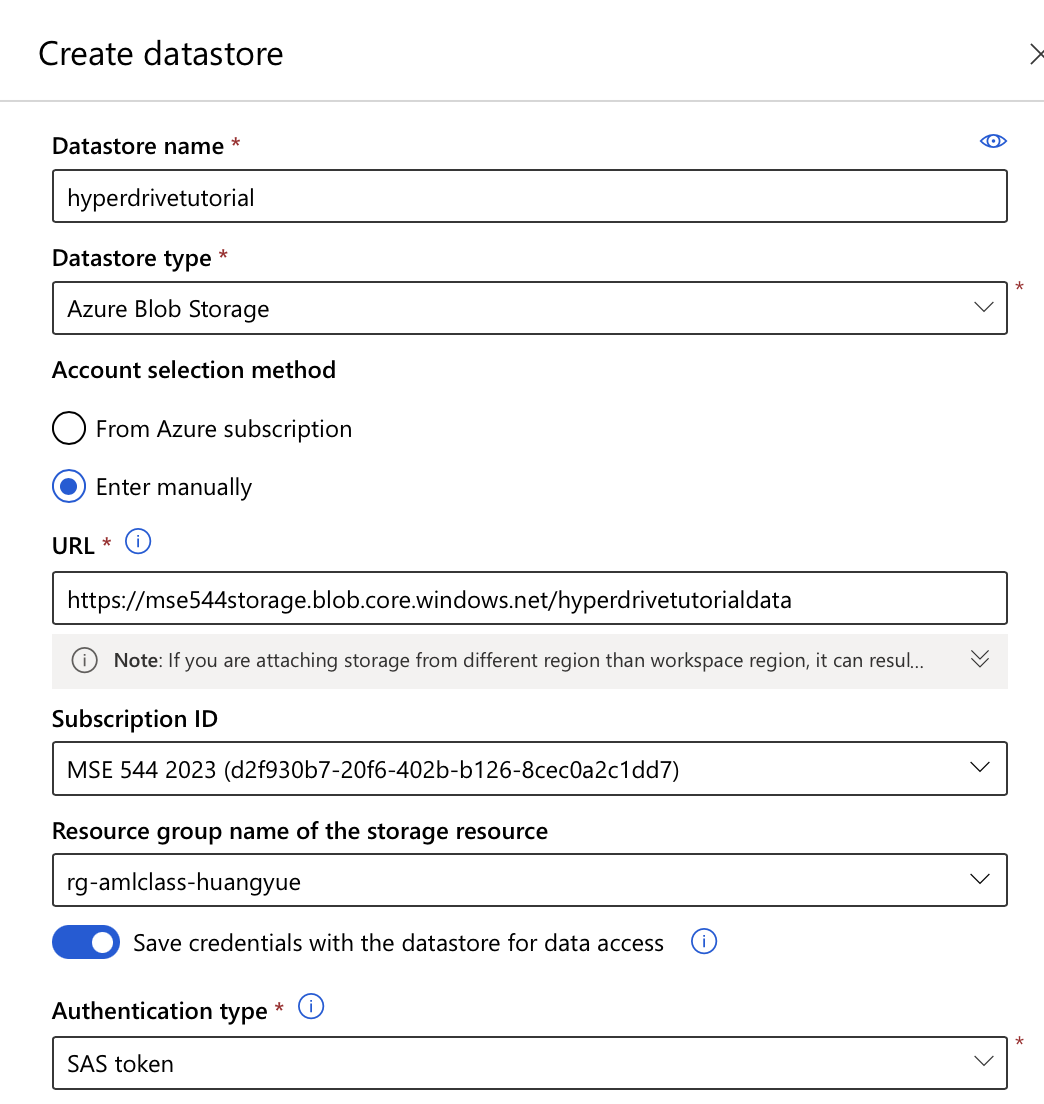 Create datastore
Datastore name *
hyperdrivetutorial
Datastore type *
Azure Blob Storage
*
Account selection method
From Azure subscription
Enter manually
URL *
https://mse544storage.blob.core.windows.net/hyperdrivetutorialdata
Note: If you are attaching storage from different region than workspace region, it can resul...
Subscription ID
MSE 544 2023 (d2f930b7-20f6-402b-b126-8cec0a2c1dd7)
Resource group name of the storage resource
rg-amlclass-huangyue
Save credentials with the datastore for data access
Authentication type *
SAS token
*